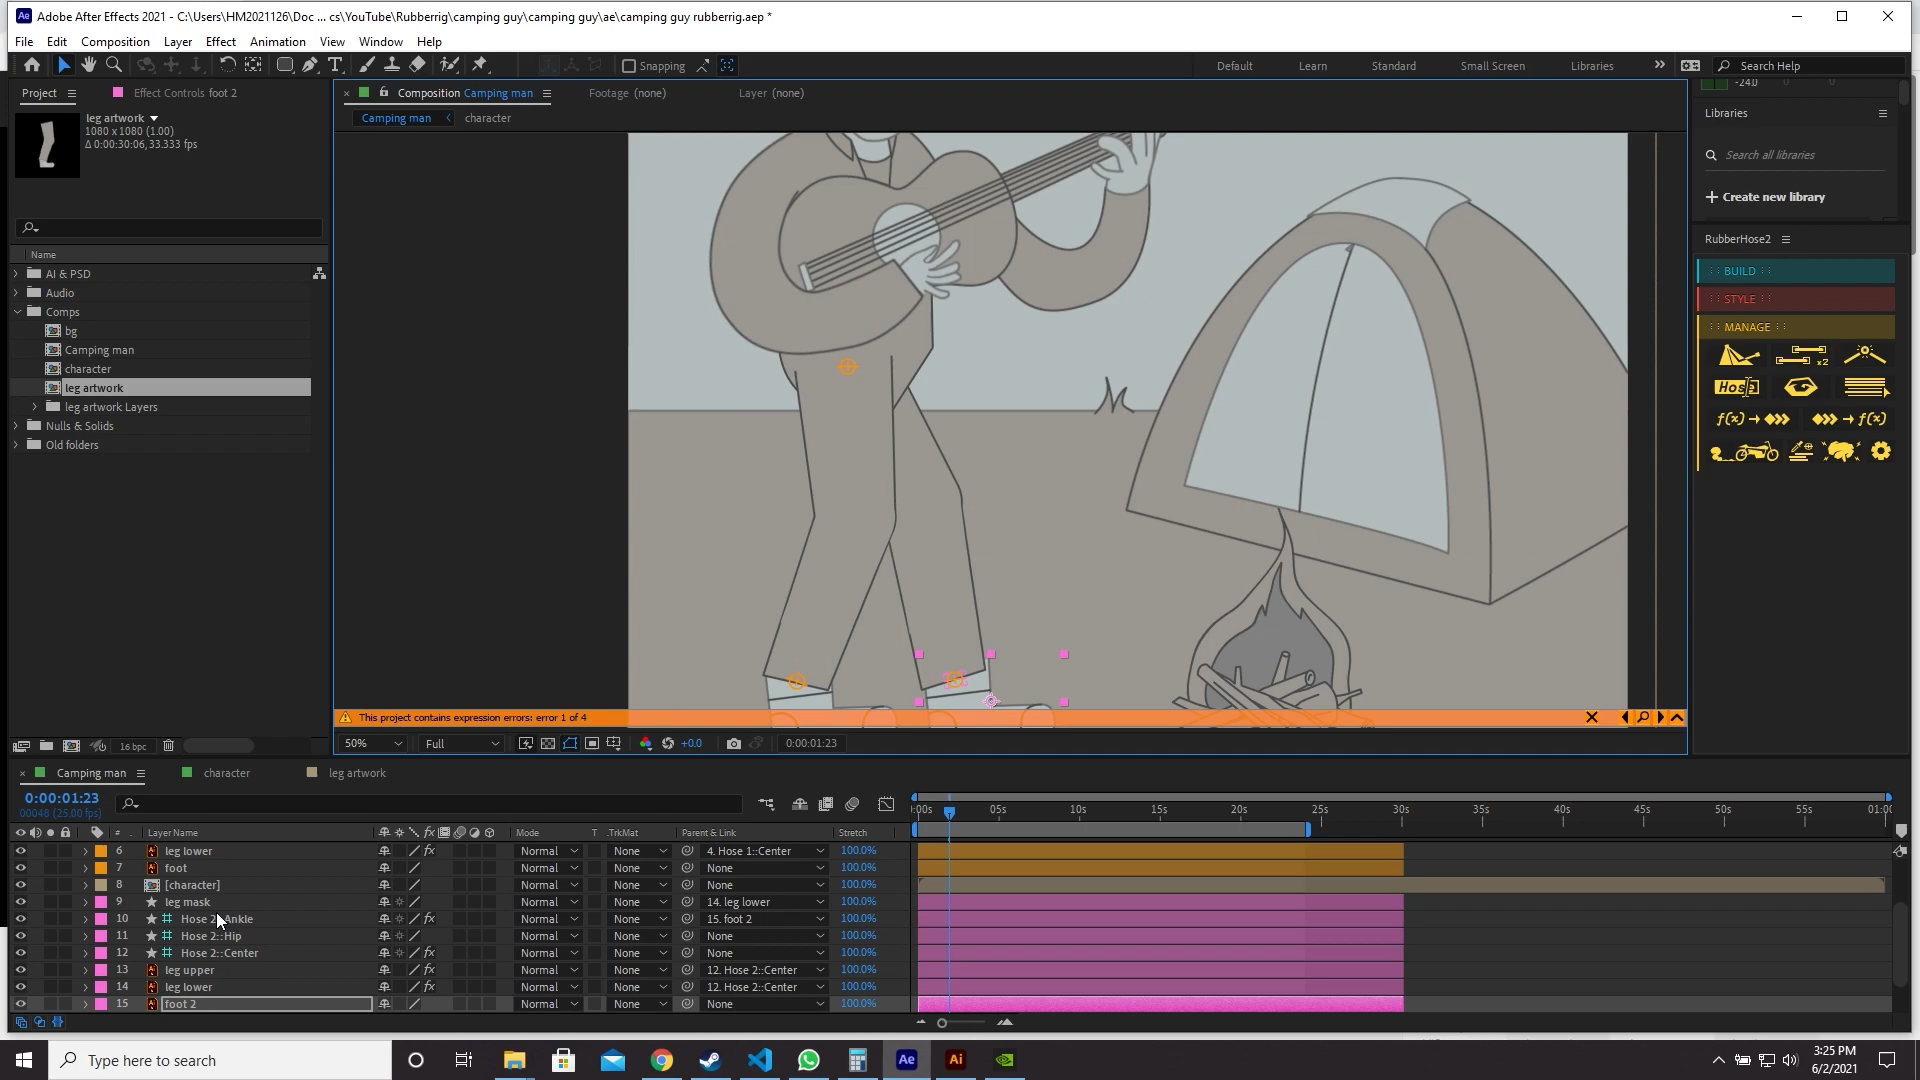 Adobe After Effects 2021 - C:\Users\HM2021126\Doc ... cs\YouTube\Rubberrig\camping guy\camping guy\ae\camping guy rubberrig.aep *
File Edit Composition Layer Effect Animation View Window Help
Snapping
Default Learn Standard Small Screen Libraries
Search Help
Project Effect Controls foot 2
Composition Camping man Footage (none) Layer (none)
-24.0
leg artwork
1080 x 1080 (1.00)
Δ 0:00:30:06, 33.333 fps
Camping man character
Libraries
Search all libraries
Create new library
Name
AI & PSD
Audio
Comps
bg
Camping man
character
leg artwork
leg artwork Layers
Nulls & Solids
Old folders
RubberHose2
:: BUILD ::
:: STYLE ::
:: MANAGE ::
x2
Hose
f(x)
f(x)
This project contains expression errors: error 1 of 4
16 bpc
50% Full +0.0 0:00:01:23
Camping man character leg artwork
0:00:01:23
00048 (25.00 fps)
# Layer Name Mode T .TrkMat Parent & Link Stretch
:00s 05s 10s 15s 20s 25s 30s 35s 40s 45s 50s 55s 01:00
6 leg lower fx Normal None 4. Hose 1::Center 100.0%
7 foot Normal None None 100.0%
8 [character] Normal None None 100.0%
9 leg mask Normal None 14. leg lower 100.0%
10 Hose 2::Ankle fx Normal None 15. foot 2 100.0%
11 Hose 2::Hip Normal None None 100.0%
12 Hose 2::Center fx Normal None None 100.0%
13 leg upper fx Normal None 12. Hose 2::Center 100.0%
14 leg lower fx Normal None 12. Hose 2::Center 100.0%
15 foot 2 Normal None None 100.0%
Type here to search
Ae Ai
3:25 PM
6/2/2021